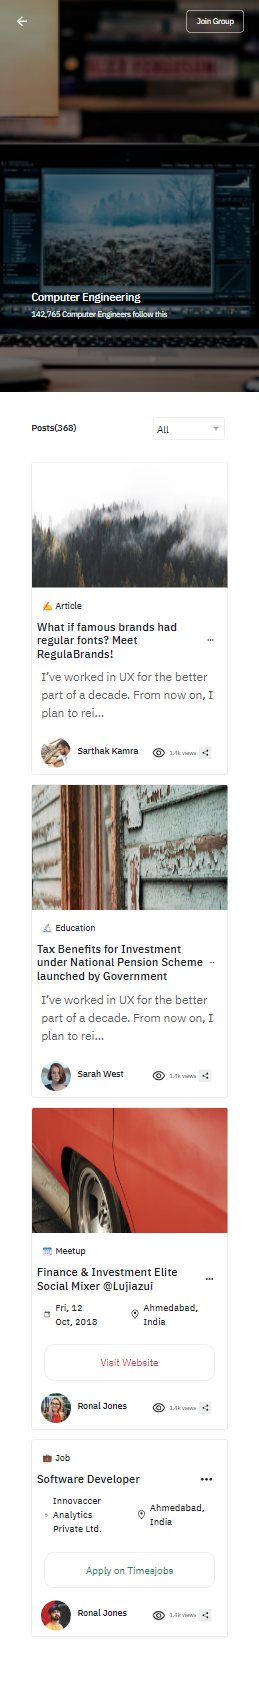 Join Group
Computer Engineering
142,765 Computer Engineers follow this
Posts(368)
All
Article
What if famous brands had
regular fonts? Meet
RegulaBrands!
I've worked in UX for the better
part of a decade. From now on, I
plan to rei...
Sarthak Kamra
1.4k views
Education
Tax Benefits for Investment
under National Pension Scheme
launched by Government
I've worked in UX for the better
part of a decade. From now on, I
plan to rei...
Sarah West
1.4k views
Meetup
Finance & Investment Elite
Social Mixer @Lujiazui
Fri, 12
Oct, 2018
Ahmedabad,
India
Visit Website
Ronal Jones
1.4k views
Job
Software Developer
Innovaccer
Analytics
Private Ltd.
Ahmedabad,
India
Apply on Timesjobs
Ronal Jones
1.4k views